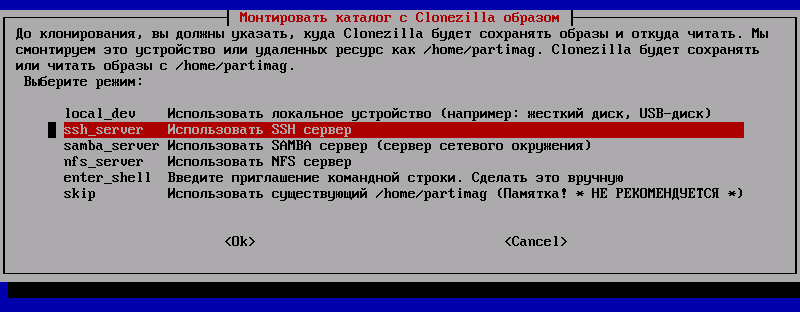 Монтировать каталог с Clonezilla образом
До клонирования, вы должны указать, куда Clonezilla будет сохранять образы и откуда читать. Мы
смонтируем это устройство или удаленных ресурс как /home/partimag. Clonezilla будет сохранять
или читать образы с /home/partimag.
Выберите режим:
local_dev Использовать локальное устройство (например: жесткий диск, USB-диск)
ssh_server Использовать SSH сервер
samba_server Использовать SAMBA сервер (сервер сетевого окружения)
nfs_server Использовать NFS сервер
enter_shell Введите приглашение командной строки. Сделать это вручную
skip Использовать существующий /home/partimag (Памятка! * НЕ РЕКОМЕНДУЕТСЯ *)
<Ok> <Cancel>